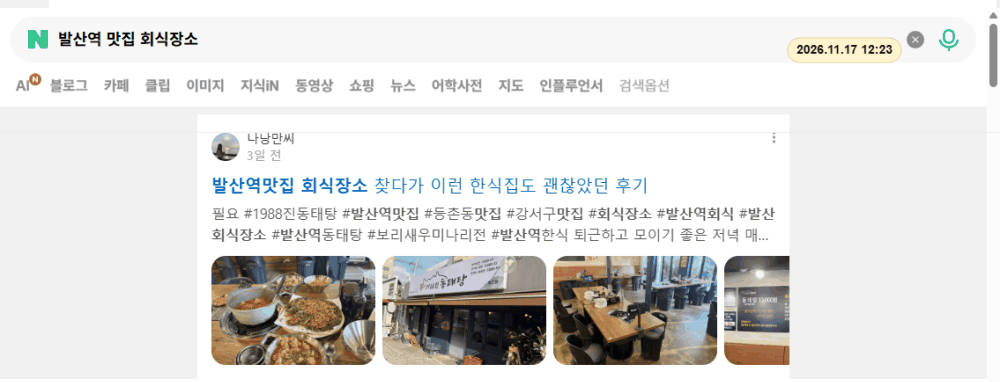 N 발산역 맛집 회식장소
2026.11.17 12:23
AI N 블로그 카페 클립 이미지 지식iN 동영상 쇼핑 뉴스 어학사전 지도 인플루언서 검색옵션
나낭만씨
3일 전
발산역맛집 회식장소 찾다가 이런 한식집도 괜찮았던 후기
필요 #1988진동태탕 #발산역맛집 #등촌동맛집 #강서구맛집 #회식장소 #발산역회식 #발산
회식장소 #발산역동태탕 #보리새우미나리전 #발산역한식 퇴근하고 모이기 좋은 저녁 매...
동태탕